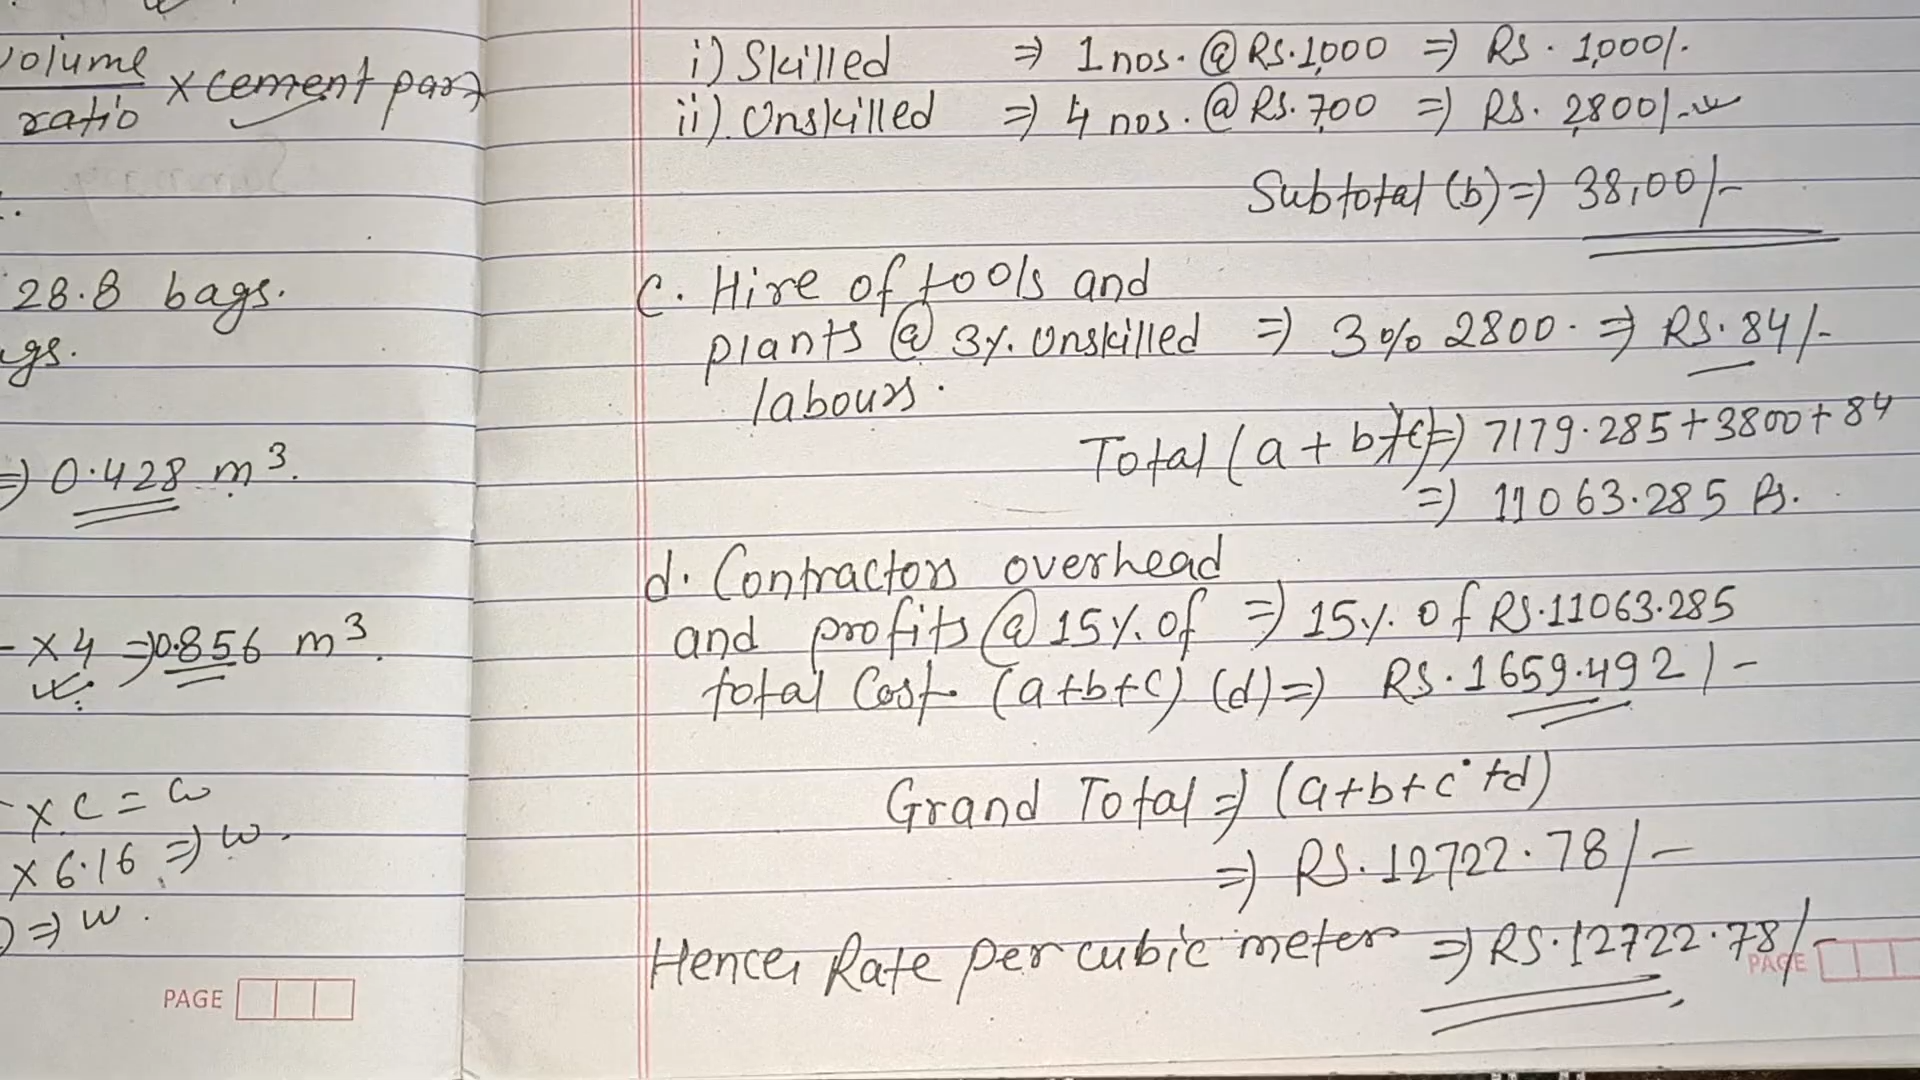 volume
ratio × cement part
28.8 bags.
gs.
⇒ 0.428 m³.
- × 4 ⇒ 0.856 m³.
- × C = W
× 6.16 ⇒ W.
) ⇒ W.
PAGE
i) Skilled ⇒ 1 nos. @ RS. 1,000 ⇒ RS. 1,000/.
ii). Unskilled ⇒ 4 nos. @ RS. 700 ⇒ RS. 2,800/-
Subtotal (b) ⇒ 38,00/-
C. Hire of tools and
plants @ 3%. Unskilled ⇒ 3% 2800. ⇒ RS. 84/-
labours.
Total (a + b + c) ⇒ 7179.285 + 3800 + 84
⇒ 11063.285 Rs.
d. Contractors overhead
and profits @ 15%. of ⇒ 15%. of RS. 11063.285
total Cost (a+b+c) (d) ⇒ RS. 1659.492/-
Grand Total ⇒ (a+b+c+d)
⇒ RS. 12722.78/-
Hence, Rate per cubic meter ⇒ RS. 12722.78/-
PAGE